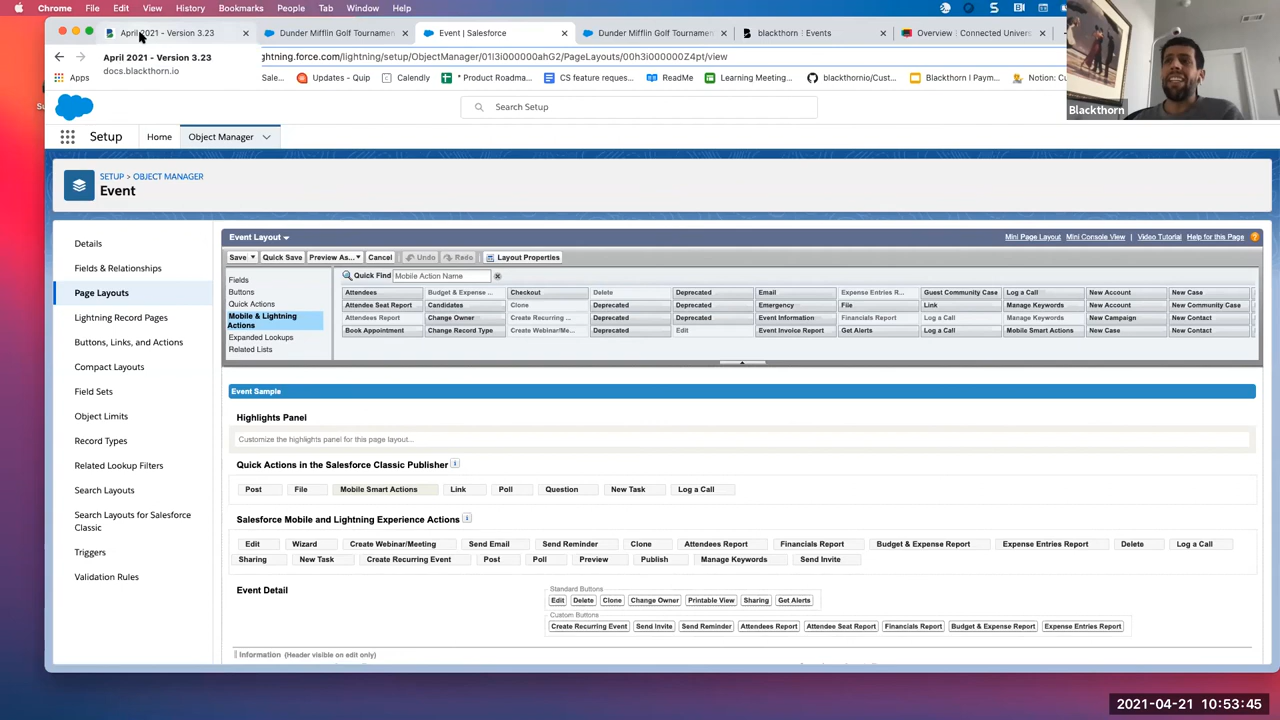 Chrome File Edit View History Bookmarks People Tab Window Help
April 2021 - Version 3.23 Dunder Mifflin Golf Tournamen Event | Salesforce Dunder Mifflin Golf Tournamen blackthorn : Events Overview | Connected Univers
April 2021 - Version 3.23
docs.blackthorn.io
htning.force.com/lightning/setup/ObjectManager/01I3i000000ahGj/PageLayouts/00h3i000000Z4pt/view
Apps Sale... Updates - Quip Calendly * Product Roadma... CS feature reques... blackthornio/Cust... ReadMe Learning Meeting... Blackthorn I Paym... Notion: Cu
Search Setup
Blackthorn
Setup Home Object Manager
SETUP > OBJECT MANAGER
Event
Details
Fields & Relationships
Page Layouts
Lightning Record Pages
Buttons, Links, and Actions
Compact Layouts
Field Sets
Object Limits
Record Types
Related Lookup Filters
Search Layouts
Search Layouts for Salesforce
Classic
Triggers
Validation Rules
Event Layout Mini Page Layout Mini Console View | Video Tutorial Help for this Page
Save Quick Save Preview As... Cancel Undo Redo Layout Properties
Fields
Buttons
Quick Actions
Mobile & Lightning
Actions
Expanded Lookups
Related Lists
Quick Find Mobile Action Name
Attendees Budget & Expense ... Checkout Delete Deprecated Email Expense Entries R... Guest Community Case Log a Call New Account New Case
Attendee Seat Report Candidates Clone Deprecated Deprecated Emergency File Link Manage Keywords New Account New Community Case
Attendees Report Change Owner Create Recurring ... Deprecated Deprecated Event Information Financials Report Log a Call Manage Keywords New Campaign New Contact
Book Appointment Change Record Type Create Webinar/Me... Deprecated Edit Event Invoice Report Get Alerts Log a Call Mobile Smart Actions New Case New Contact
Event Sample
Highlights Panel
Customize the highlights panel for this page layout...
Quick Actions in the Salesforce Classic Publisher
Post File Mobile Smart Actions Link Poll Question New Task Log a Call
Salesforce Mobile and Lightning Experience Actions
Edit Wizard Create Webinar/Meeting Send Email Send Reminder Clone Attendees Report Financials Report Budget & Expense Report Expense Entries Report Delete Log a Call
Sharing New Task Create Recurring Event Post Poll Preview Publish Manage Keywords Send Invite
Event Detail
Standard Buttons
Edit Delete Clone Change Owner Printable View Sharing Get Alerts
Custom Buttons
Create Recurring Event Send Invite Send Reminder Attendees Report Attendee Seat Report Financials Report Budget & Expense Report Expense Entries Report
Information (Header visible on edit only)
2021-04-21 10:53:45